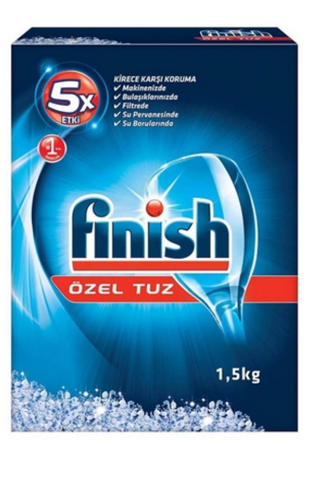 5x
ETKİ
#1
KİRECE KARŞI KORUMA
✓ Makinenizde
✓ Bulaşıklarınızda
✓ Filtrede
✓ Su Pervanesinde
✓ Su Borularında
finish
ÖZEL TUZ
1,5kg